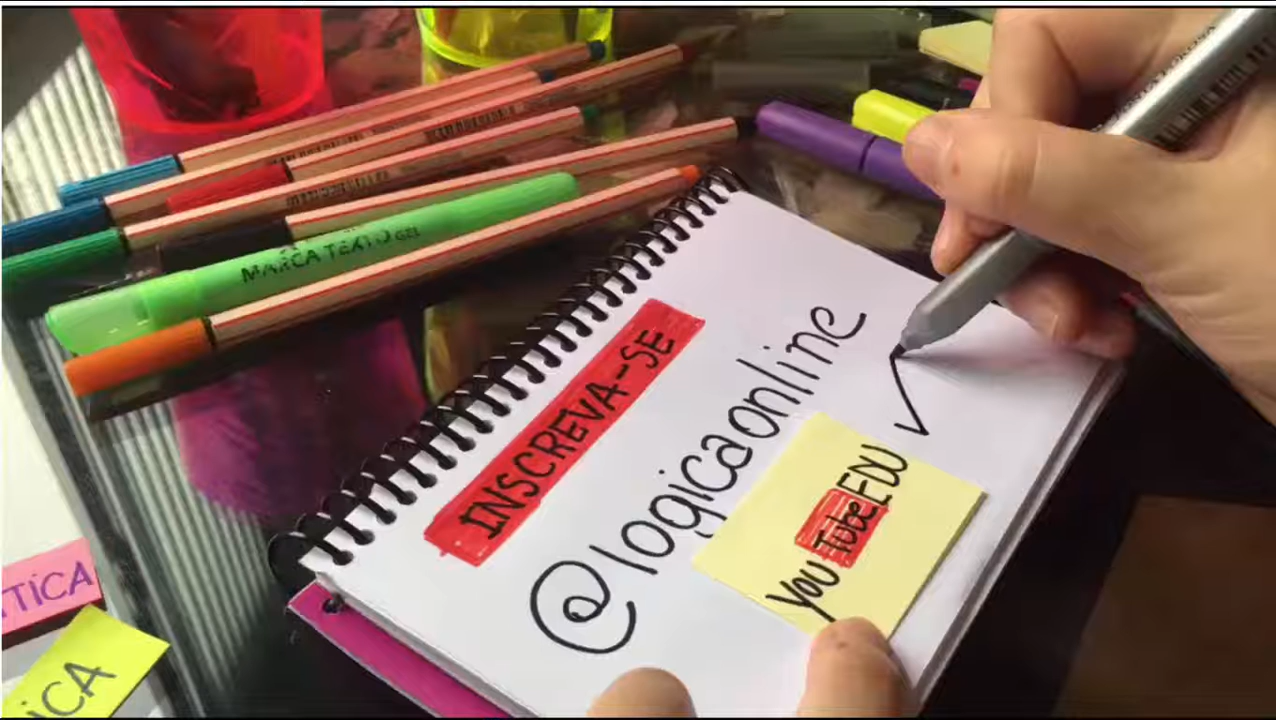 MARCA TEXTO GEL
INSCREVA-SE
@logicaonline
YouTubeEDU
TiCA
iCA